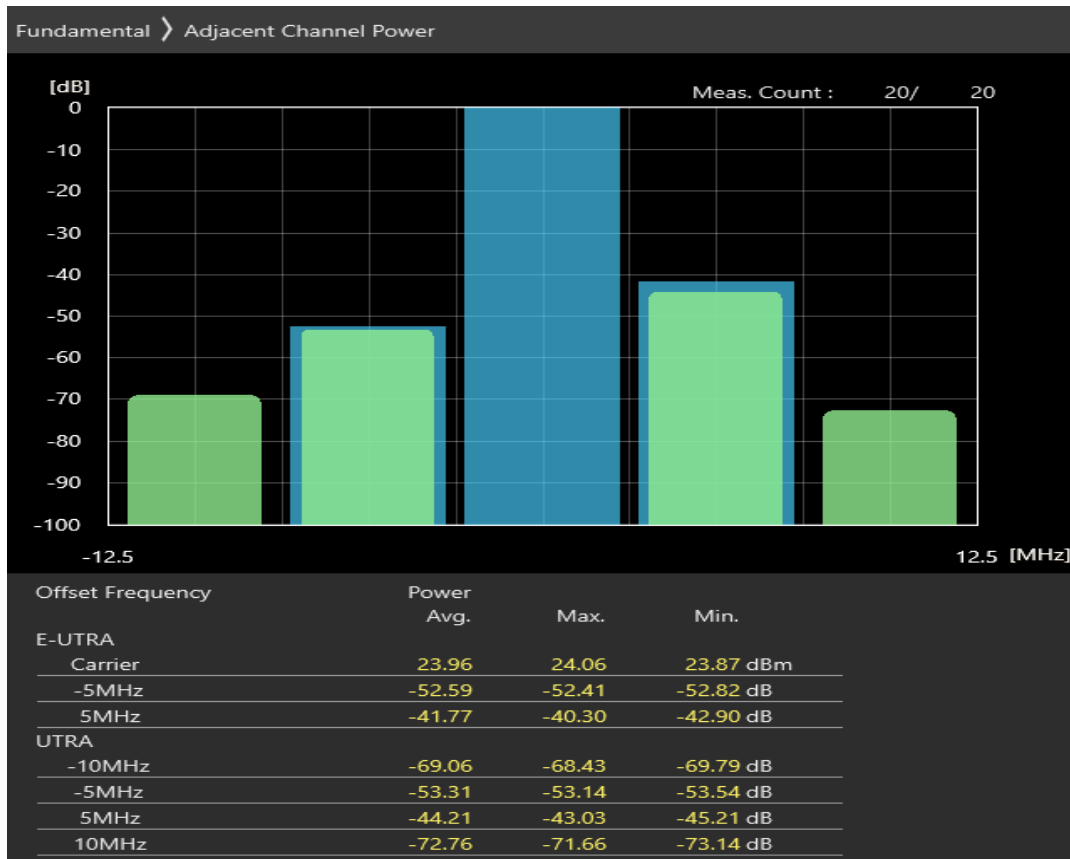 Fundamental ❯ Adjacent Channel Power
[dB]
Meas. Count : 20/ 20
0
-10
-20
-30
-40
-50
-60
-70
-80
-90
-100
-12.5 12.5 [MHz]
Offset Frequency Power
Avg. Max. Min.
E-UTRA
Carrier 23.96 24.06 23.87 dBm
-5MHz -52.59 -52.41 -52.82 dB
5MHz -41.77 -40.30 -42.90 dB
UTRA
-10MHz -69.06 -68.43 -69.79 dB
-5MHz -53.31 -53.14 -53.54 dB
5MHz -44.21 -43.03 -45.21 dB
10MHz -72.76 -71.66 -73.14 dB